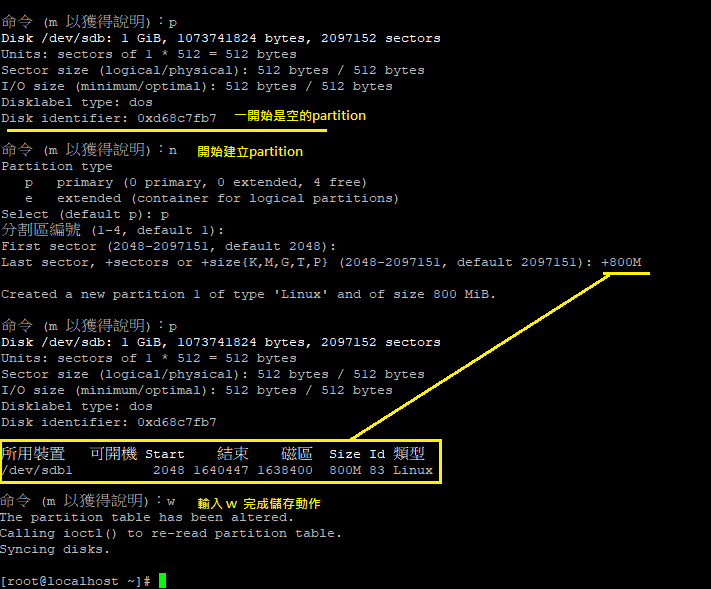 命令 (m 以獲得說明)：p
Disk /dev/sdb: 1 GiB, 1073741824 bytes, 2097152 sectors
Units: sectors of 1 * 512 = 512 bytes
Sector size (logical/physical): 512 bytes / 512 bytes
I/O size (minimum/optimal): 512 bytes / 512 bytes
Disklabel type: dos
Disk identifier: 0xd68c7fb7 一開始是空的partition
命令 (m 以獲得說明)：n 開始建立partition
Partition type
p primary (0 primary, 0 extended, 4 free)
e extended (container for logical partitions)
Select (default p): p
分割區編號 (1-4, default 1):
First sector (2048-2097151, default 2048):
Last sector, +sectors or +size{K,M,G,T,P} (2048-2097151, default 2097151): +800M
Created a new partition 1 of type 'Linux' and of size 800 MiB.
命令 (m 以獲得說明)：p
Disk /dev/sdb: 1 GiB, 1073741824 bytes, 2097152 sectors
Units: sectors of 1 * 512 = 512 bytes
Sector size (logical/physical): 512 bytes / 512 bytes
I/O size (minimum/optimal): 512 bytes / 512 bytes
Disklabel type: dos
Disk identifier: 0xd68c7fb7
所用裝置 可開機 Start 結束 磁區 Size Id 類型
/dev/sdb1 2048 1640447 1638400 800M 83 Linux
命令 (m 以獲得說明)：w 輸入 w 完成儲存動作
The partition table has been altered.
Calling ioctl() to re-read partition table.
Syncing disks.
[root@localhost ~]#